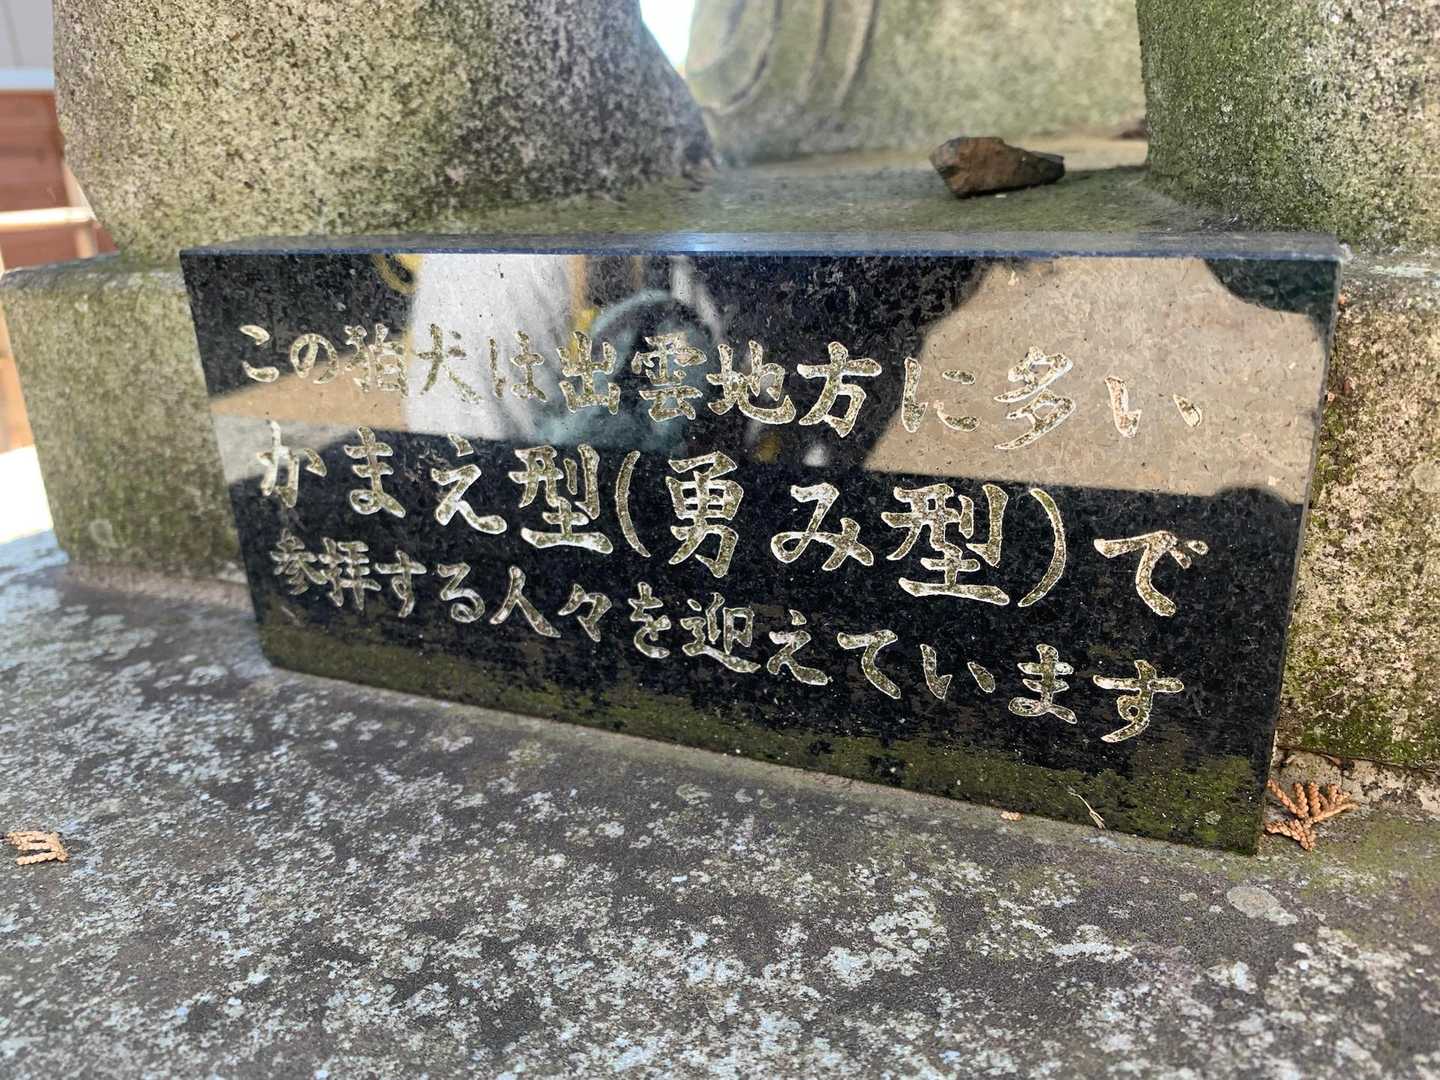 この狛犬は出雲地方に多い
かまえ型(勇み型)で
参拝する人々を迎えています